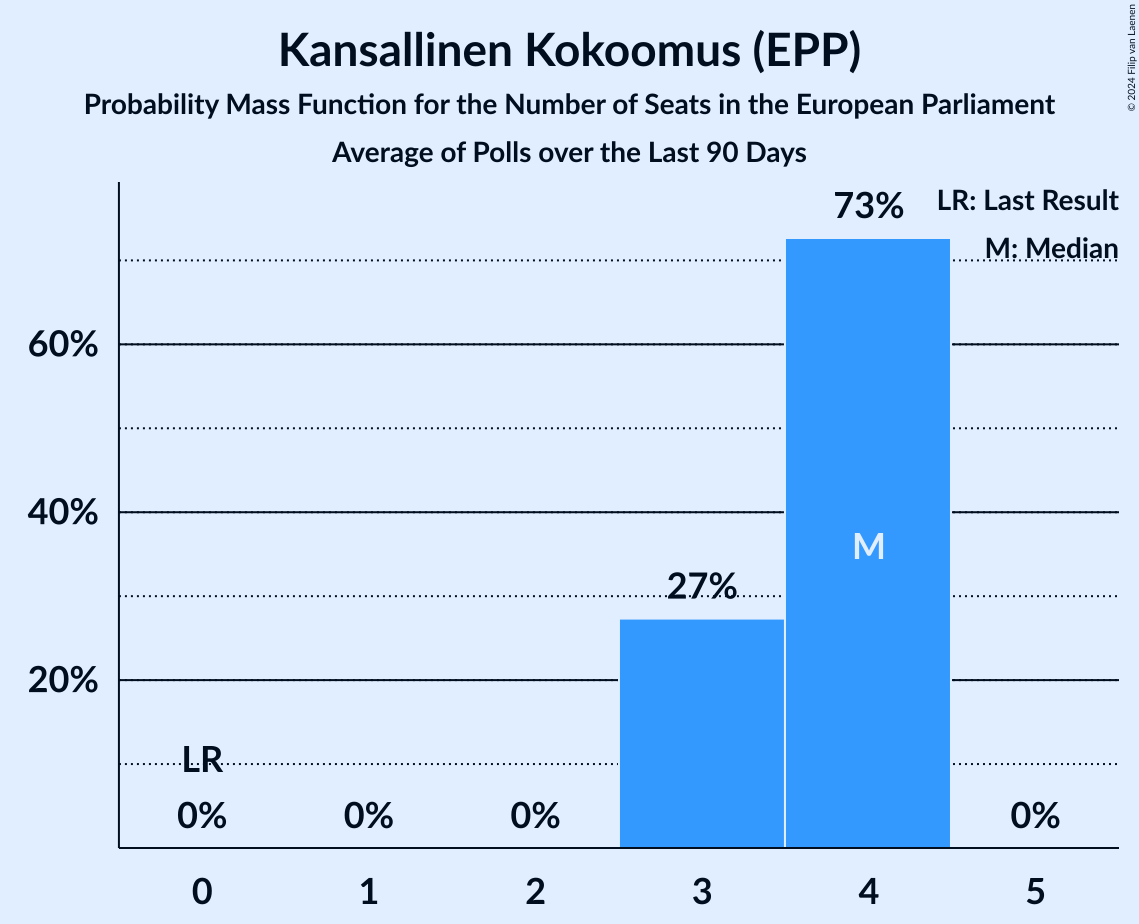 Kansallinen Kokoomus (EPP)
Probability Mass Function for the Number of Seats in the European Parliament
Average of Polls over the Last 90 Days
© 2024 Filip van Laenen
LR: Last Result
M: Median
73%
60%
40%
M
27%
20%
LR
0%
0%
0%
0%
0
1
2
3
4
5